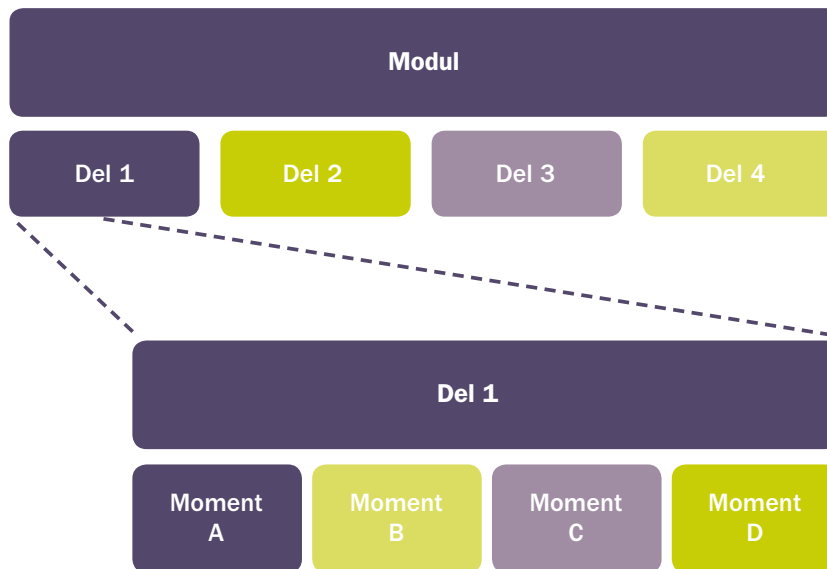 Modul
Del 1
Del 2
Del 3
Del 4
Del 1
Moment
A
Moment
B
Moment
C
Moment
D